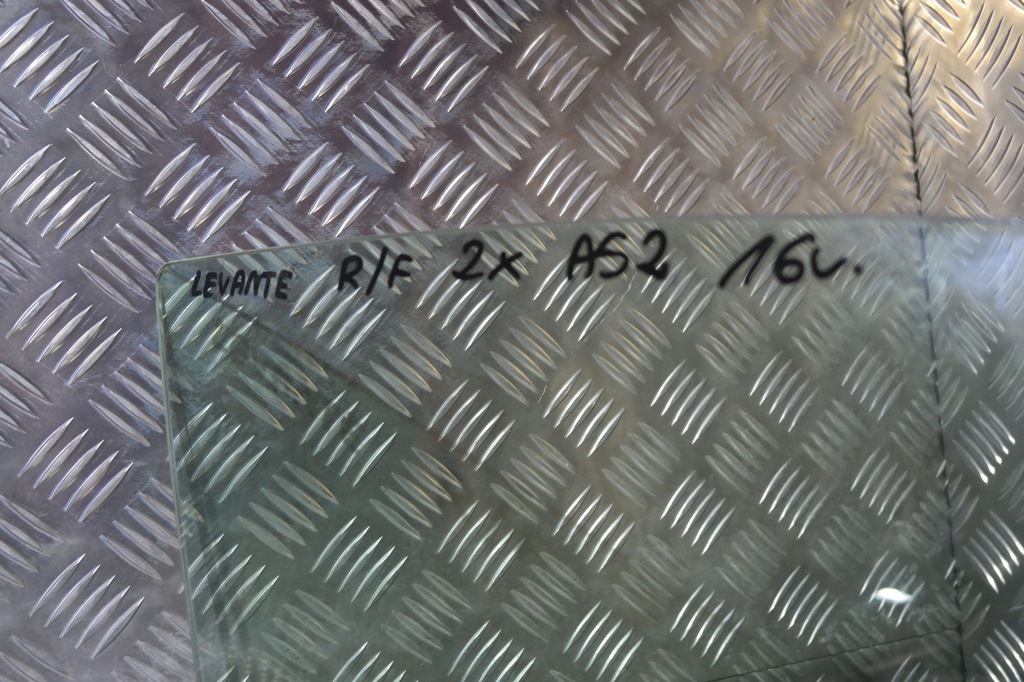 LEVANTE R/F 2x AS2 16v.